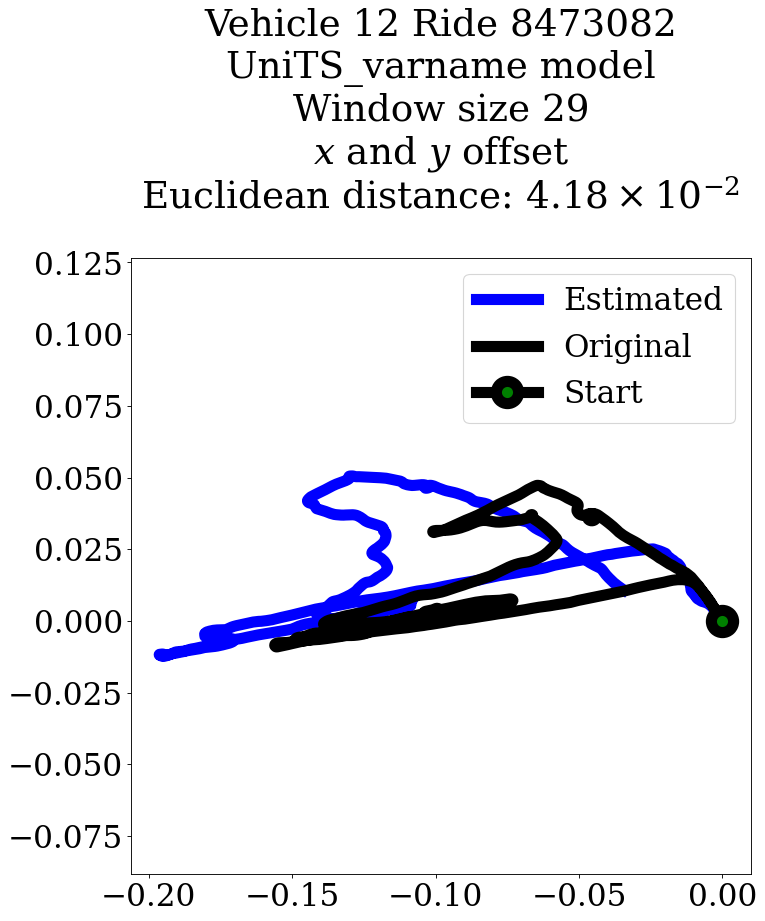 Vehicle 12 Ride 8473082
UniTS_varname model
Window size 29
x and y offset
Euclidean distance: 4.18 × 10⁻²
0.125
0.100
0.075
0.050
0.025
0.000
−0.025
−0.050
−0.075
Estimated
Original
Start
−0.20 −0.15 −0.10 −0.05 0.00